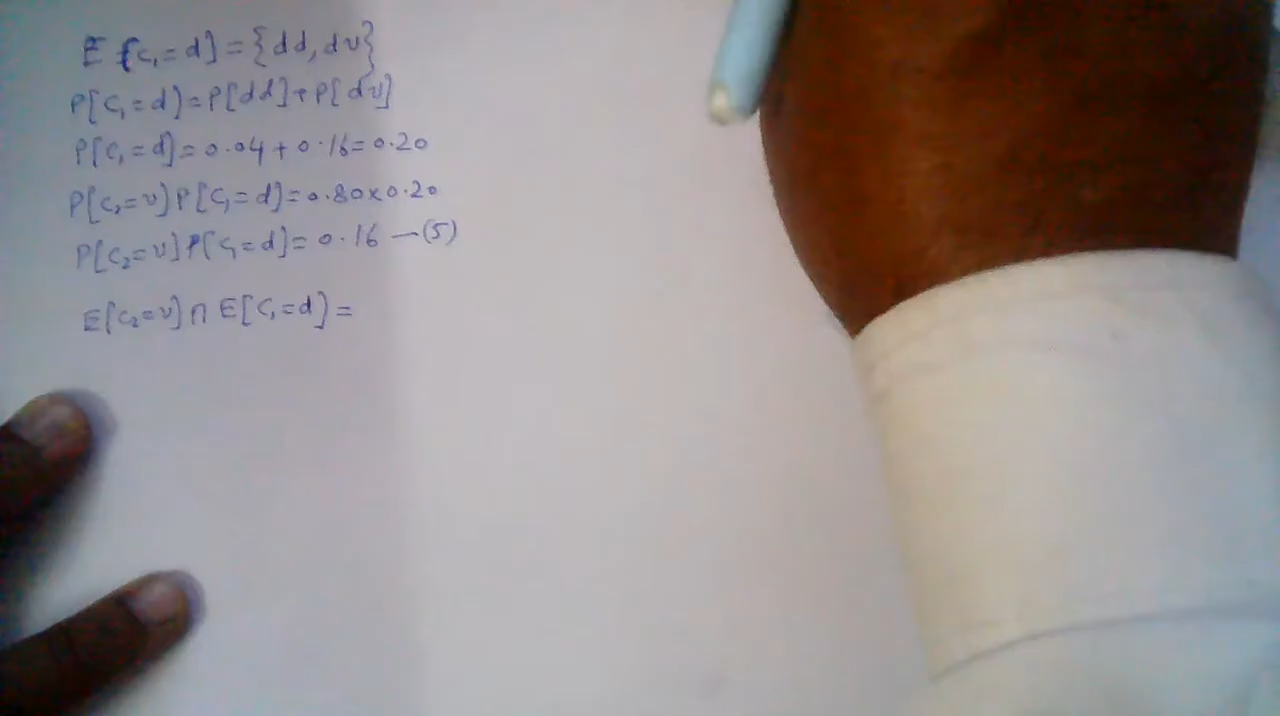 E[C₁=d]={dd,dv}
P[C₁=d]=P[dd]+P[dv]
P[C₁=d]=0.04+0.16=0.20
P[C₂=v]P[C₁=d]=0.80×0.20
P[C₂=v]P[C₁=d]=0.16 —(5)
E[C₂=v]∩E[C₁=d]=